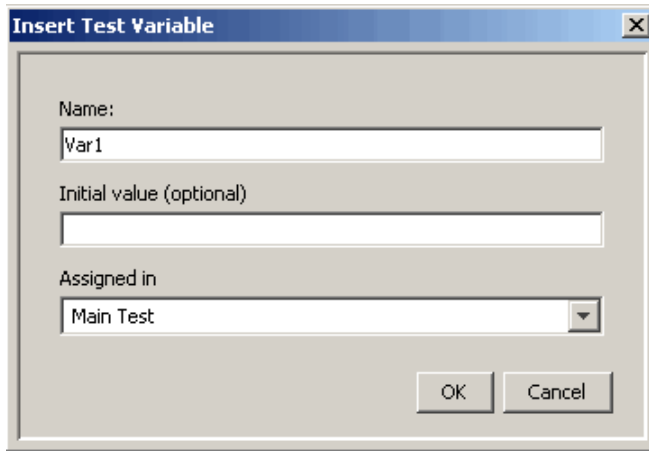 Insert Test Variable
Name:
Var1
Initial value (optional)
Assigned in
Main Test
OK Cancel